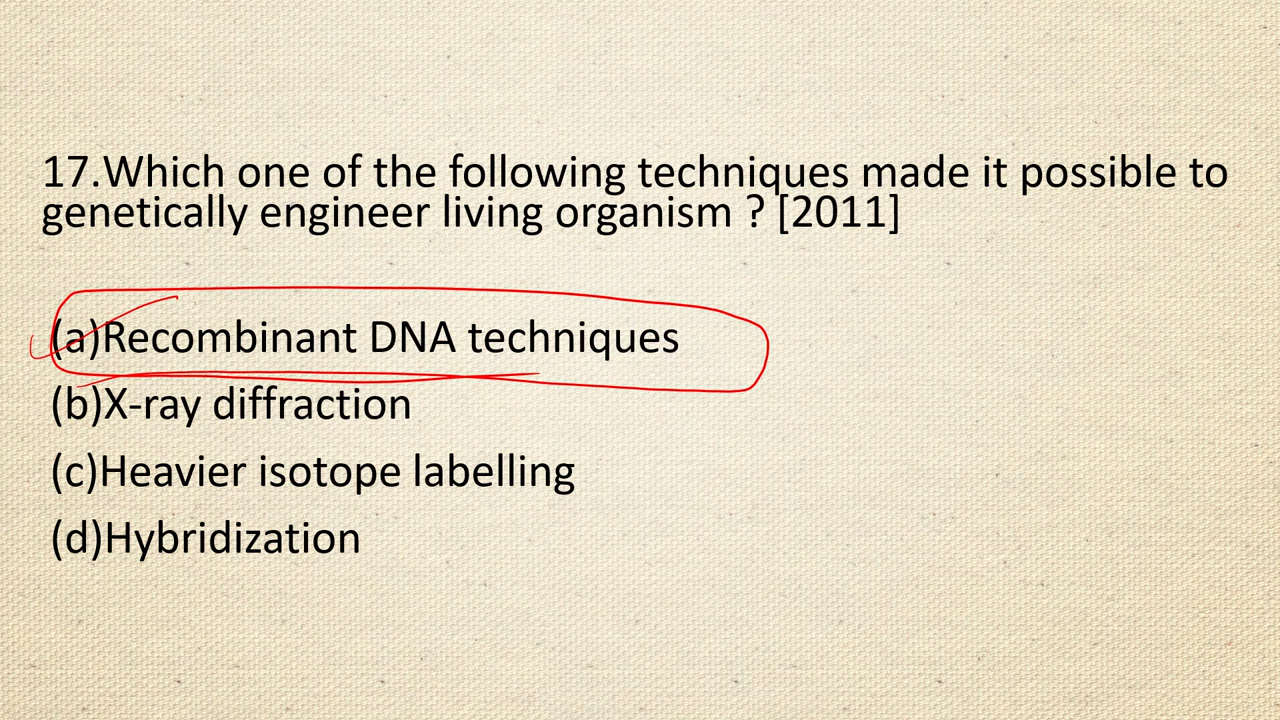 17.Which one of the following techniques made it possible to
genetically engineer living organism ? [2011]
(a)Recombinant DNA techniques
(b)X-ray diffraction
(c)Heavier isotope labelling
(d)Hybridization